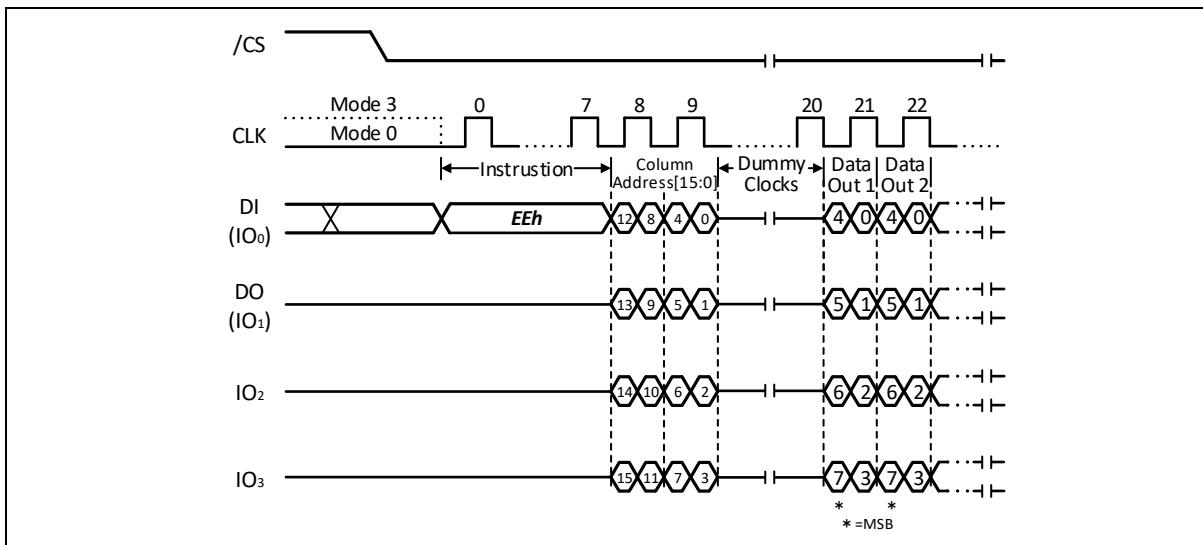 /CS
Mode 3 0 7 8 9 20 21 22
CLK Mode 0
Instrustion Column Dummy Data Data
Address[15:0] Clocks Out 1 Out 2
DI
(IO0) EEh 12 8 4 0 4 0 4 0
DO
(IO1) 13 9 5 1 5 1 5 1
IO2 14 10 6 2 6 2 6 2
IO3 15 11 7 3 7 3 7 3
* *
* =MSB